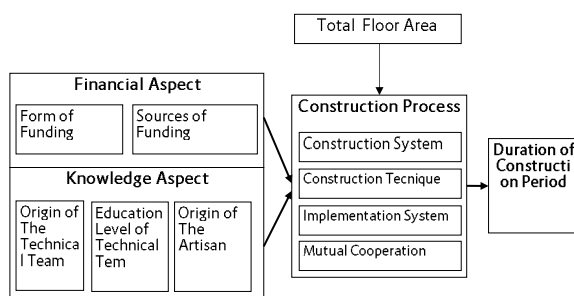 Total Floor Area
Financial Aspect
Form of
Funding
Sources of
Funding
Knowledge Aspect
Origin of
The
Technica
l Team
Education
Level of
Technical
Tem
Origin of
The
Artisan
Construction Process
Construction System
Construction Tecnique
Implementation System
Mutual Cooperation
Duration of
Constructi
on Period